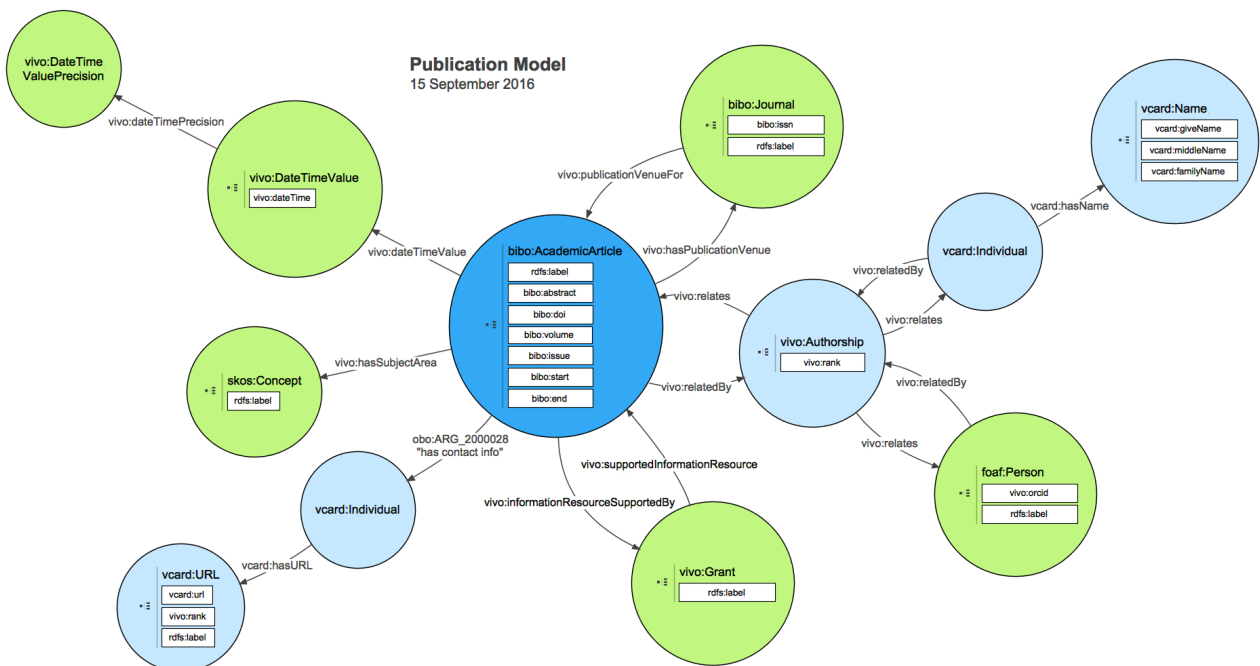 Publication Model
15 September 2016
vivo:DateTime
ValuePrecision
vivo:dateTimePrecision
vivo:DateTimeValue
vivo:dateTime
vivo:dateTimeValue
bibo:Journal
bibo:issn
rdfs:label
vivo:publicationVenueFor
vivo:hasPublicationVenue
vcard:Name
vcard:giveName
vcard:middleName
vcard:familyName
vcard:hasName
vcard:Individual
vivo:relatedBy
vivo:relates
bibo:AcademicArticle
rdfs:label
bibo:abstract
bibo:doi
bibo:volume
bibo:issue
bibo:start
bibo:end
vivo:relates
vivo:relatedBy
vivo:Authorship
vivo:rank
vivo:relatedBy
vivo:relates
foaf:Person
vivo:orcid
rdfs:label
vivo:hasSubjectArea
skos:Concept
rdfs:label
obo:ARG_2000028
"has contact info"
vcard:Individual
vcard:hasURL
vcard:URL
vcard:url
vivo:rank
rdfs:label
vivo:supportedInformationResource
vivo:informationResourceSupportedBy
vivo:Grant
rdfs:label